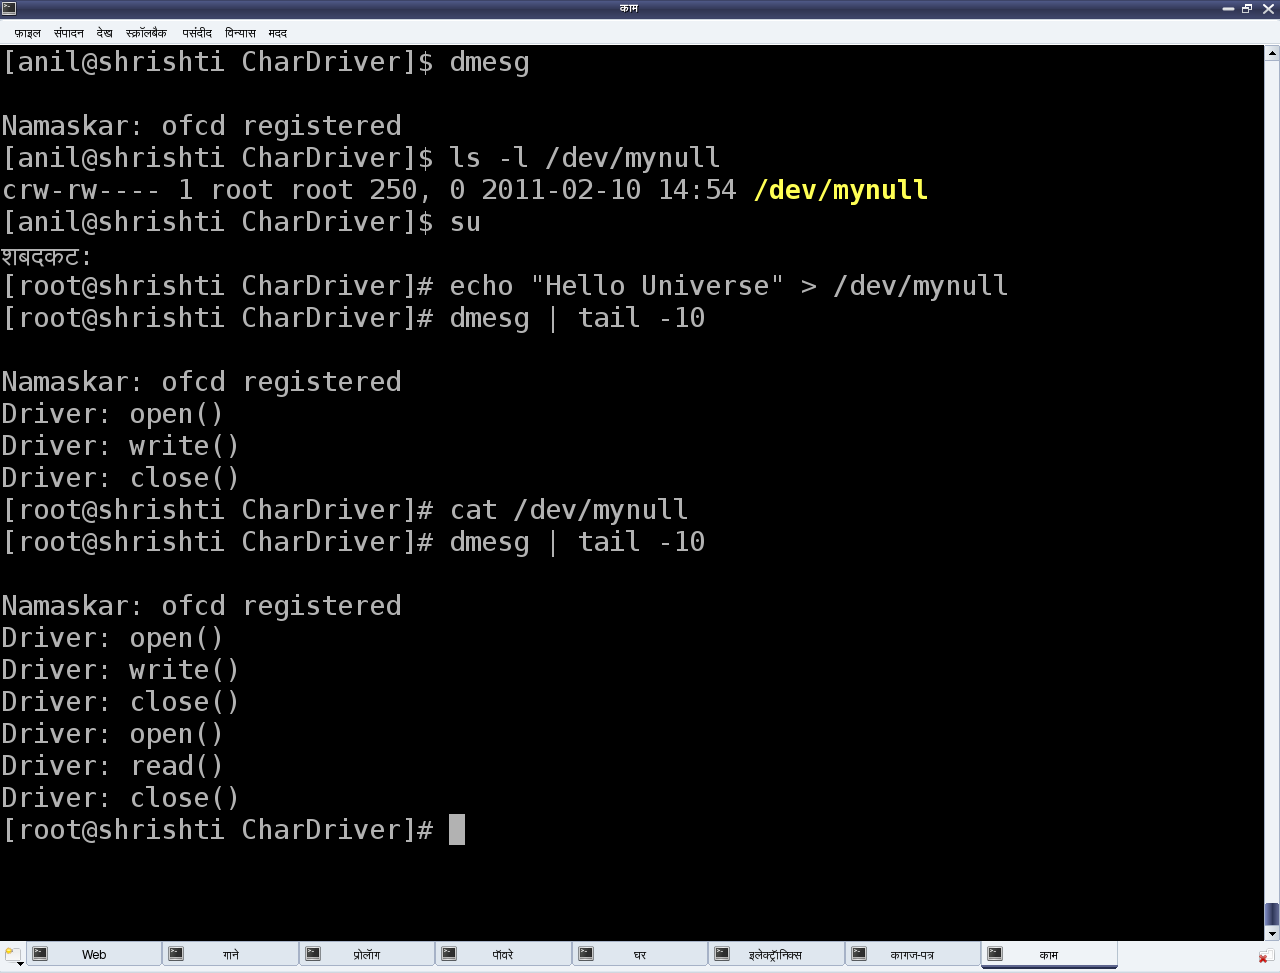 काम
फ़ाइल संपादन देख स्क्रॉलबैक पसंदीद विन्यास मदद
[anil@shrishti CharDriver]$ dmesg
Namaskar: ofcd registered
[anil@shrishti CharDriver]$ ls -l /dev/mynull
crw-rw---- 1 root root 250, 0 2011-02-10 14:54 /dev/mynull
[anil@shrishti CharDriver]$ su
शबदकट:
[root@shrishti CharDriver]# echo "Hello Universe" > /dev/mynull
[root@shrishti CharDriver]# dmesg | tail -10
Namaskar: ofcd registered
Driver: open()
Driver: write()
Driver: close()
[root@shrishti CharDriver]# cat /dev/mynull
[root@shrishti CharDriver]# dmesg | tail -10
Namaskar: ofcd registered
Driver: open()
Driver: write()
Driver: close()
Driver: open()
Driver: read()
Driver: close()
[root@shrishti CharDriver]#
Web गाने प्रोलॅाग पॅावरे घर इलेक्ट्रॅानिक्स कागज-पत्र काम